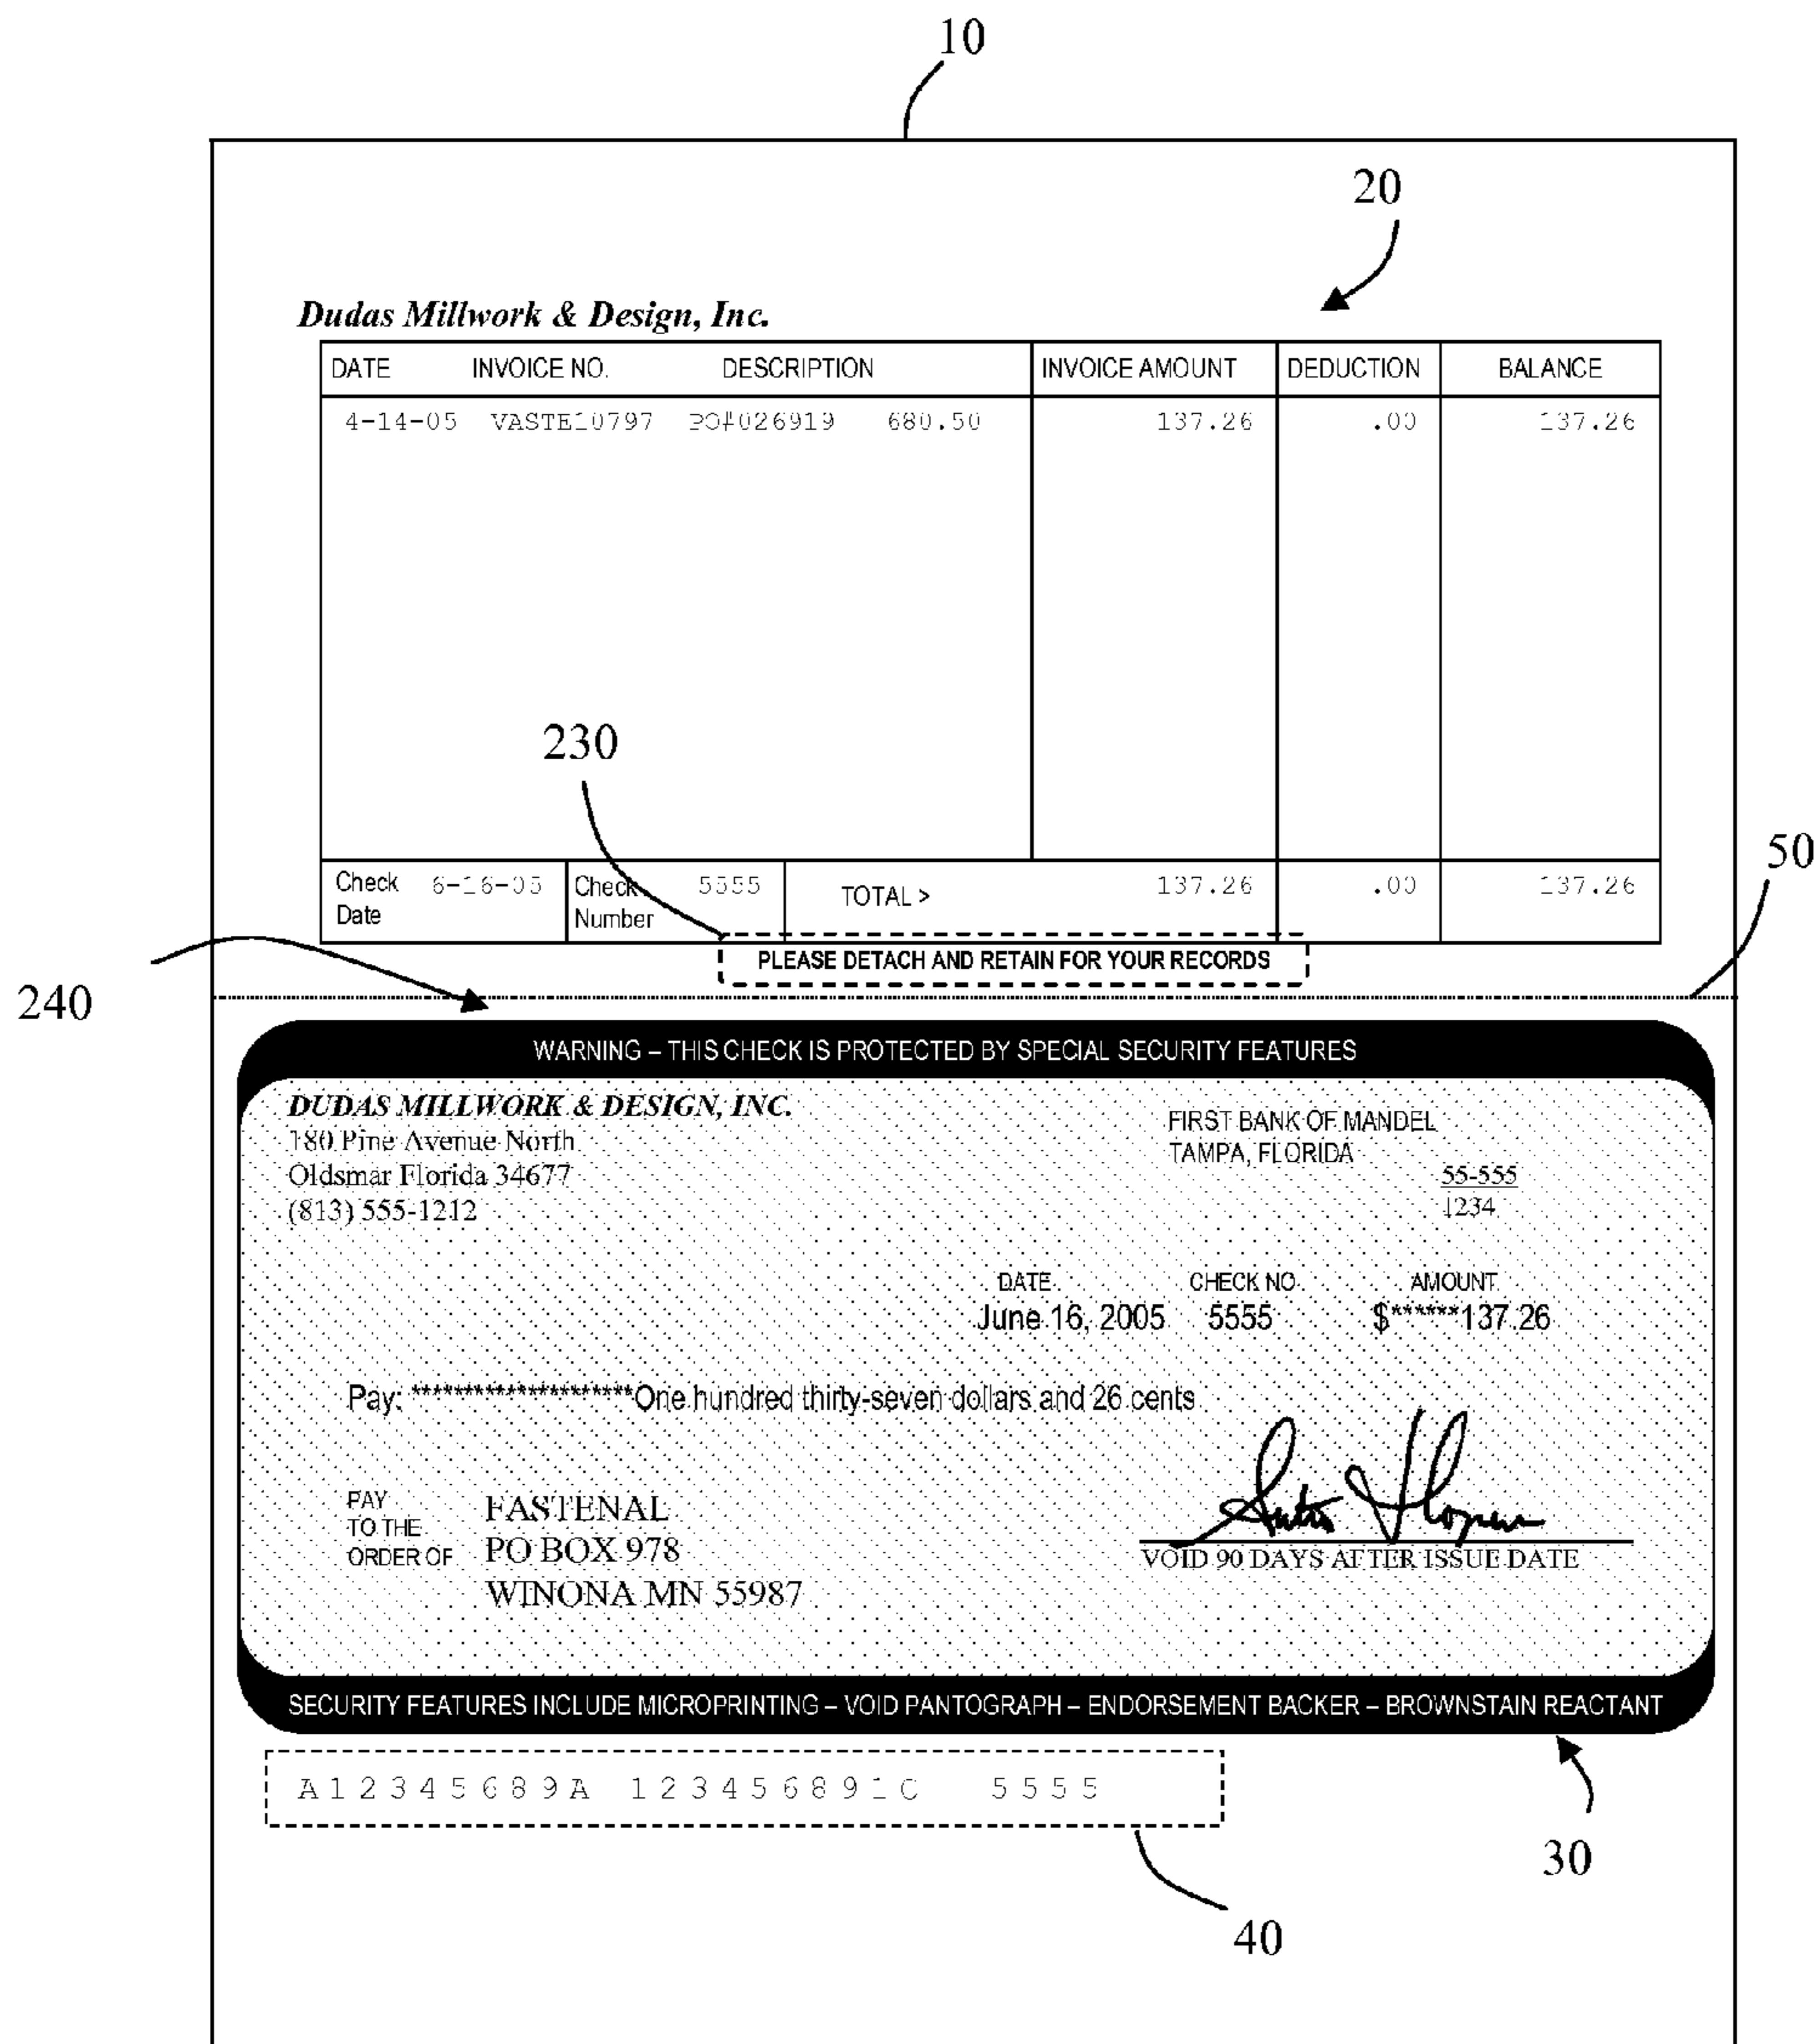 10
20
Dudas Millwork & Design, Inc.
DATE INVOICE NO. DESCRIPTION INVOICE AMOUNT DEDUCTION BALANCE
4-14-05 VASTE10797 PO#026919 680.50 137.26 .00 137.26
230
50
Check Date 6-16-05 Check Number 5555 TOTAL > 137.26 .00 137.26
PLEASE DETACH AND RETAIN FOR YOUR RECORDS
240
WARNING – THIS CHECK IS PROTECTED BY SPECIAL SECURITY FEATURES
DUDAS MILLWORK & DESIGN, INC.
180 Pine Avenue North
Oldsmar Florida 34677
(813) 555-1212
FIRST BANK OF MANDEL
TAMPA, FLORIDA
55-555
1234
DATE CHECK NO. AMOUNT
June 16, 2005 5555 $******137.26
Pay: *********************One hundred thirty-seven dollars and 26 cents
PAY
TO THE
ORDER OF
FASTENAL
PO BOX 978
WINONA MN 55987
VOID 90 DAYS AFTER ISSUE DATE
SECURITY FEATURES INCLUDE MICROPRINTING – VOID PANTOGRAPH – ENDORSEMENT BACKER – BROWNSTAIN REACTANT
A12345689A 123456891C 5555
30
40